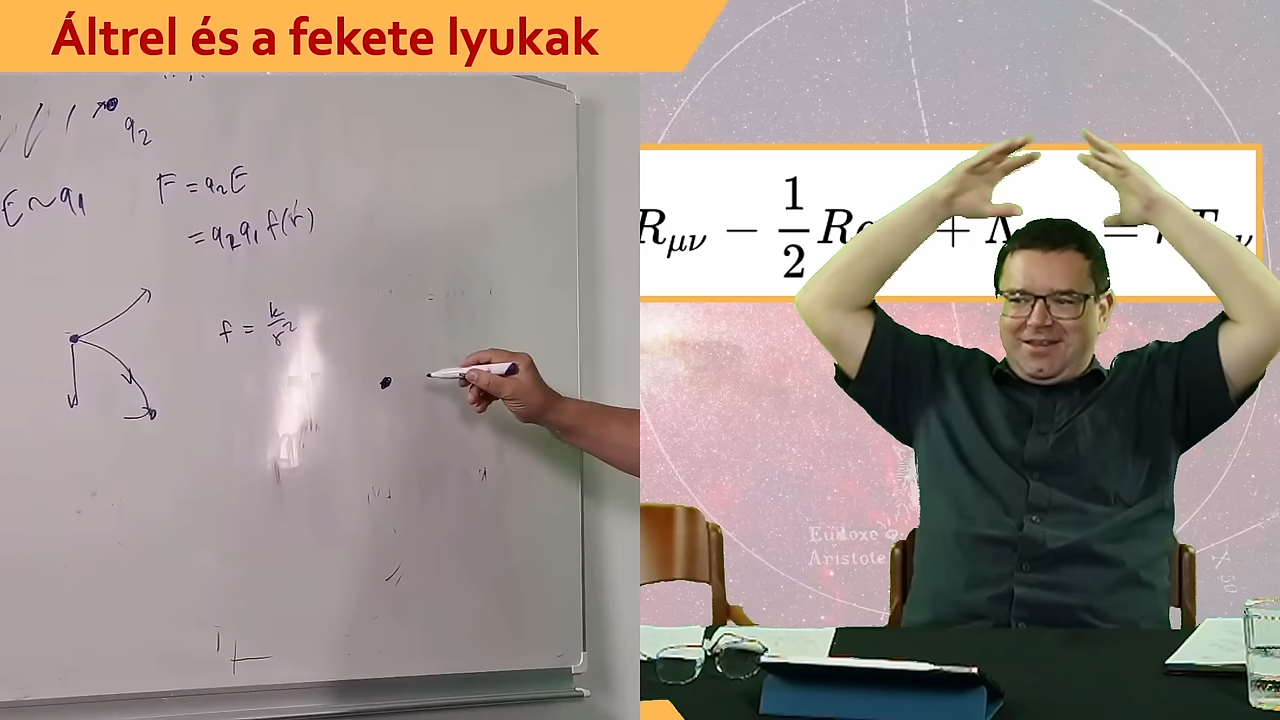 Áltrel és a fekete lyukak
q₂
E ~ q₁
F = q₂E
= q₂q₁ f(r)
f = k/r²
Rμν − 1/2 R + Λ = ν
Eudoxe
Aristote